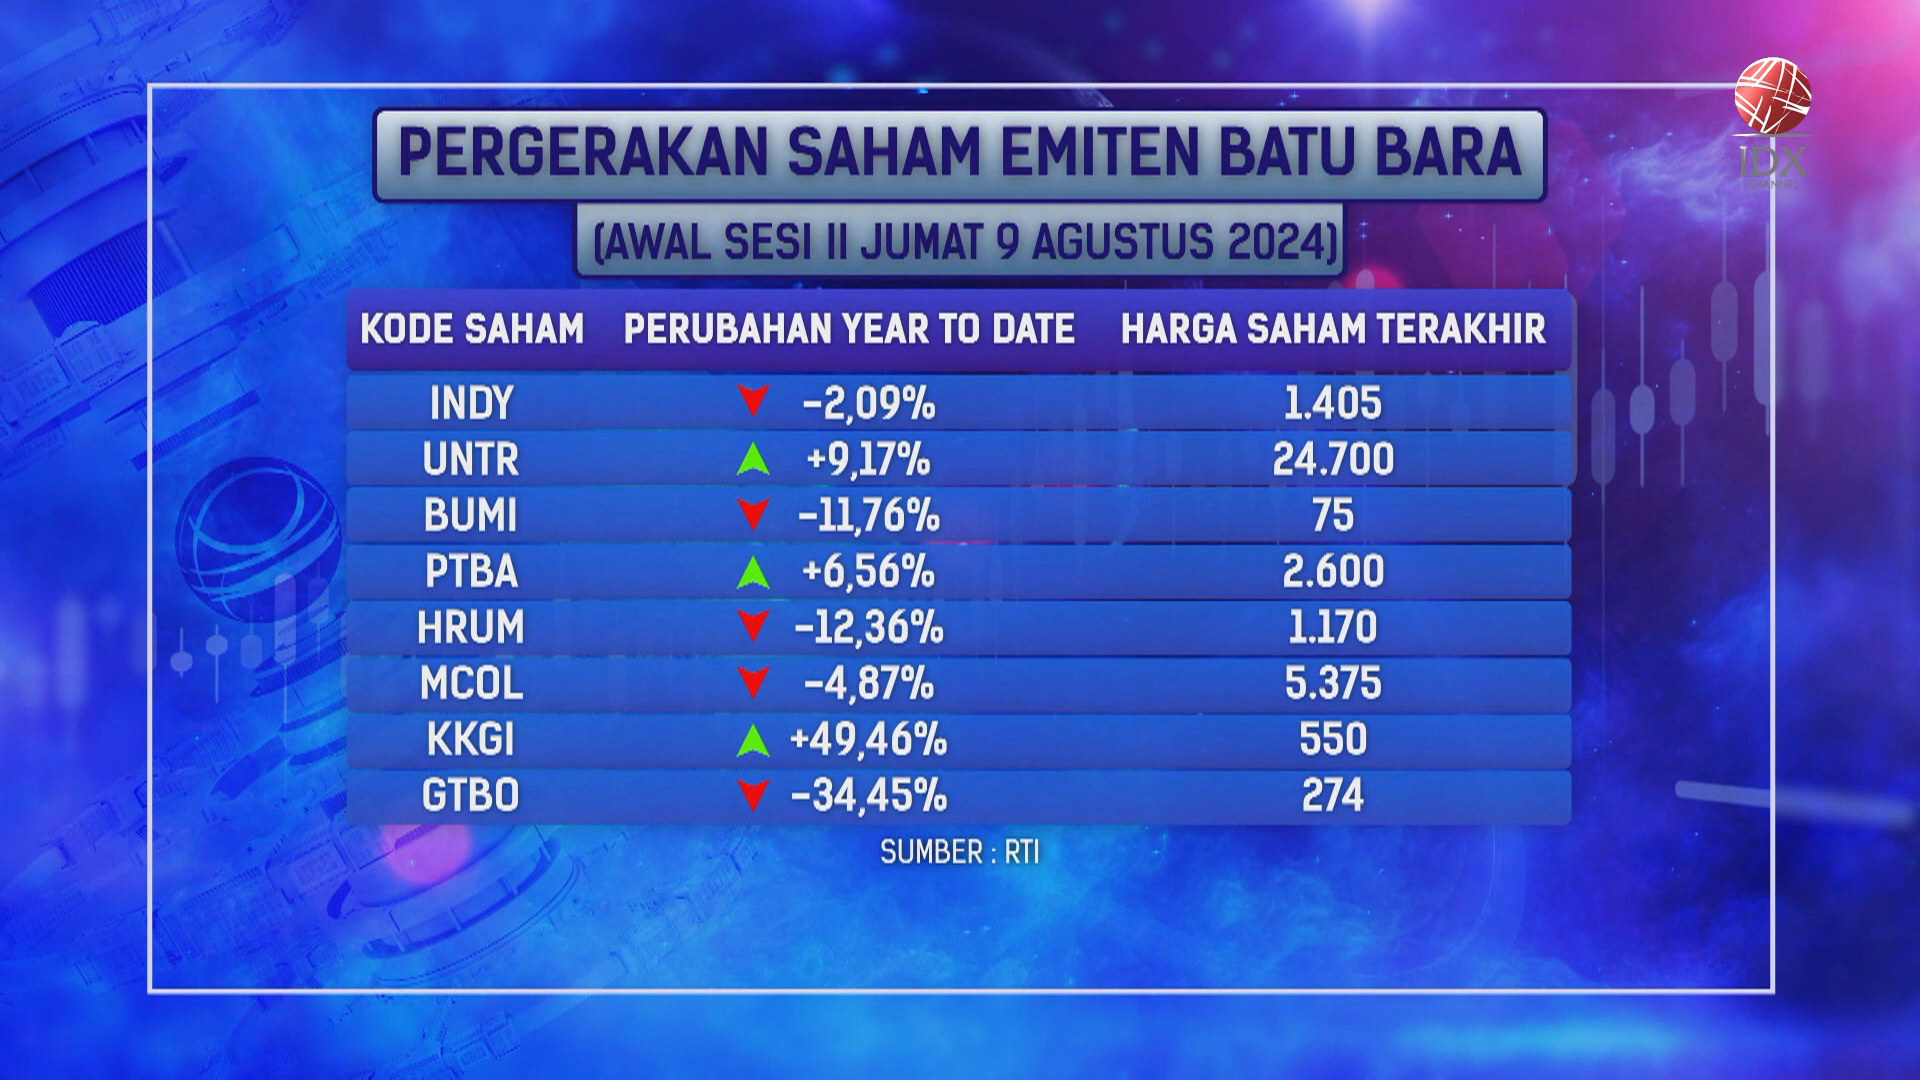 PERGERAKAN SAHAM EMITEN BATU BARA
IDX
CHANNEL
(AWAL SESI II JUMAT 9 AGUSTUS 2024)
KODE SAHAM PERUBAHAN YEAR TO DATE HARGA SAHAM TERAKHIR
INDY -2,09% 1.405
UNTR +9,17% 24.700
BUMI -11,76% 75
PTBA +6,56% 2.600
HRUM -12,36% 1.170
MCOL -4,87% 5.375
KKGI +49,46% 550
GTBO -34,45% 274
SUMBER : RTI